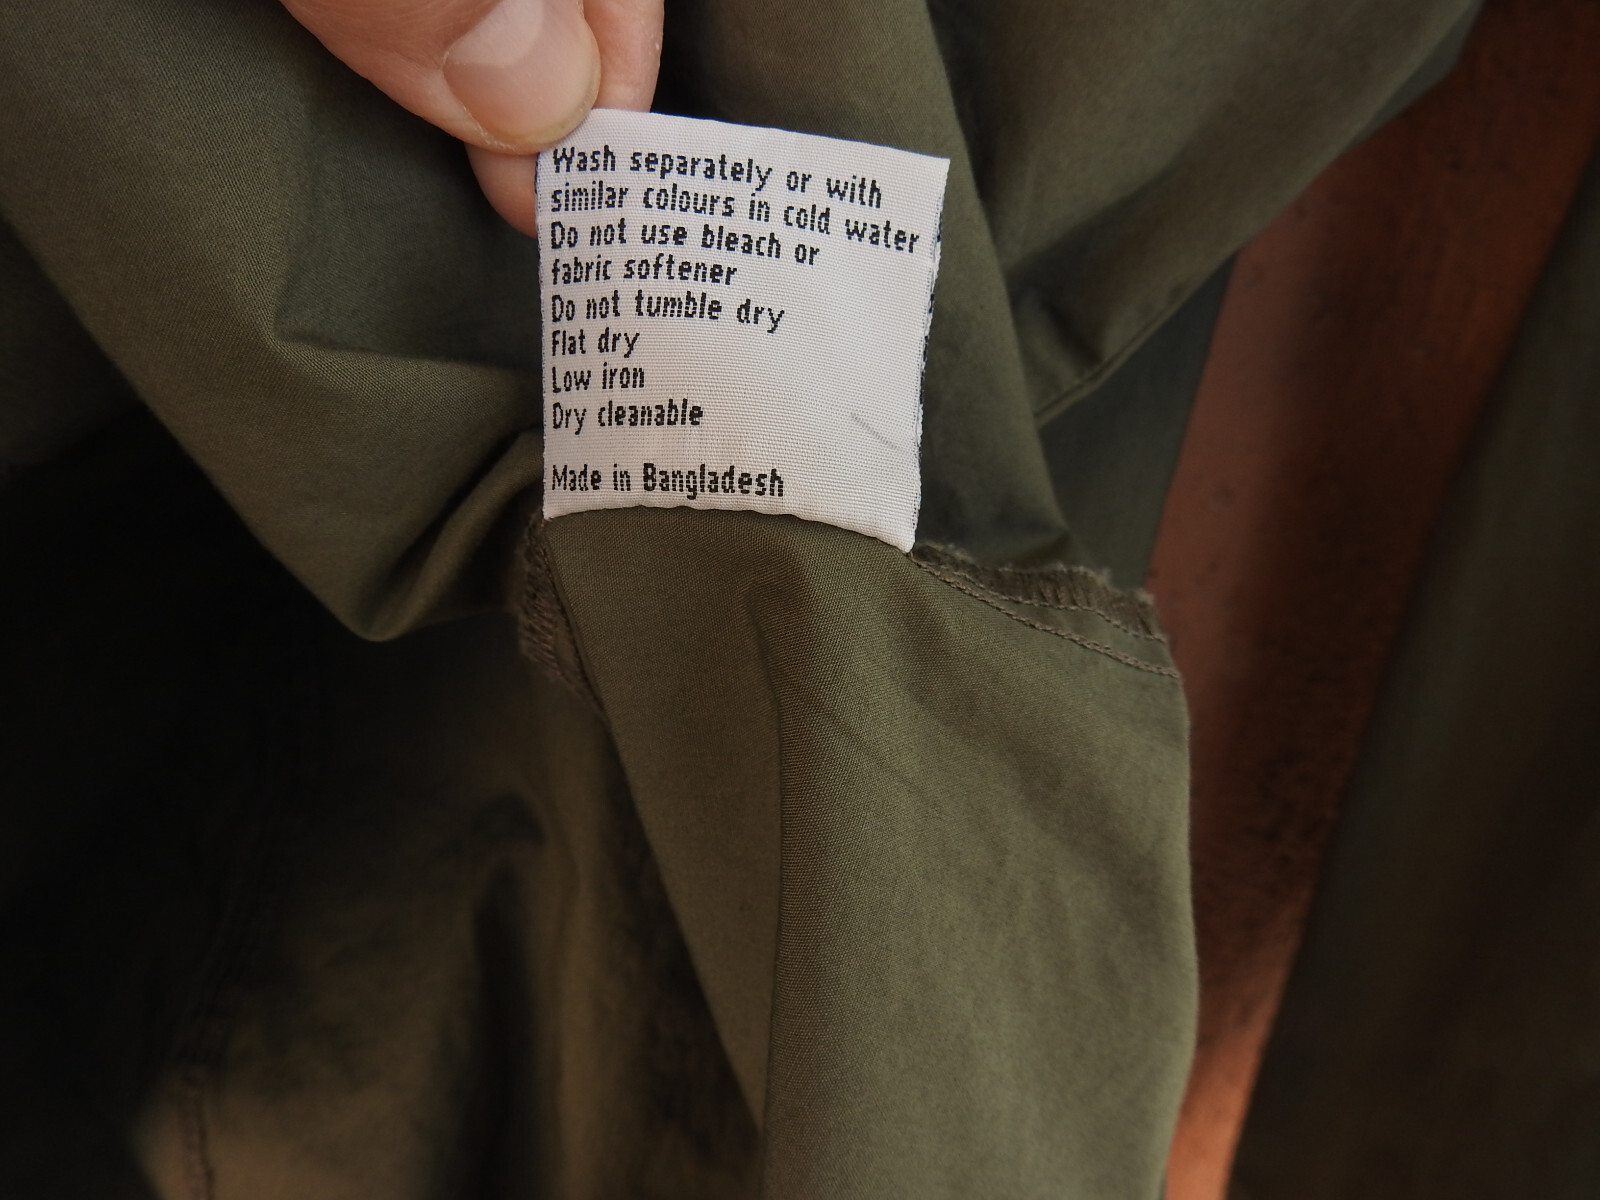 Wash separately or with
similar colours in cold water
Do not use bleach or
fabric softener
Do not tumble dry
Flat dry
Low iron
Dry cleanable
Made in Bangladesh